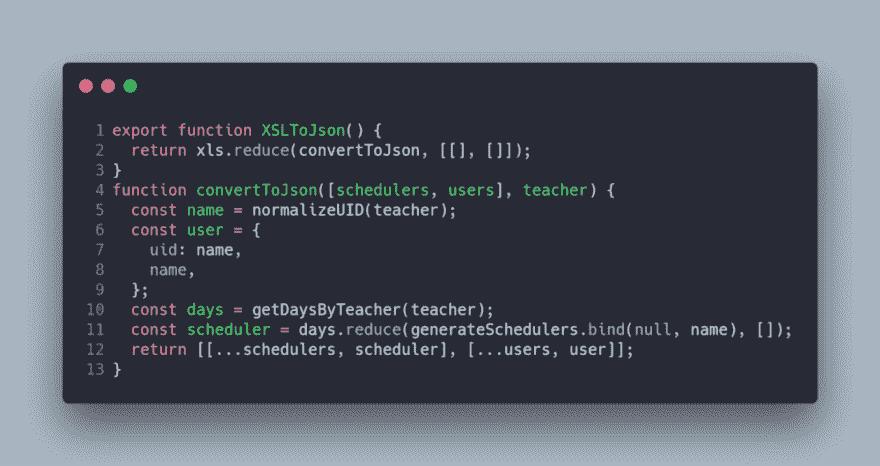 1 export function XSLToJson() {
2 return xls.reduce(convertToJson, [[], []]);
3 }
4 function convertToJson([schedulers, users], teacher) {
5 const name = normalizeUID(teacher);
6 const user = {
7 uid: name,
8 name,
9 };
10 const days = getDaysByTeacher(teacher);
11 const scheduler = days.reduce(generateSchedulers.bind(null, name), []);
12 return [[...schedulers, scheduler], [...users, user]];
13 }